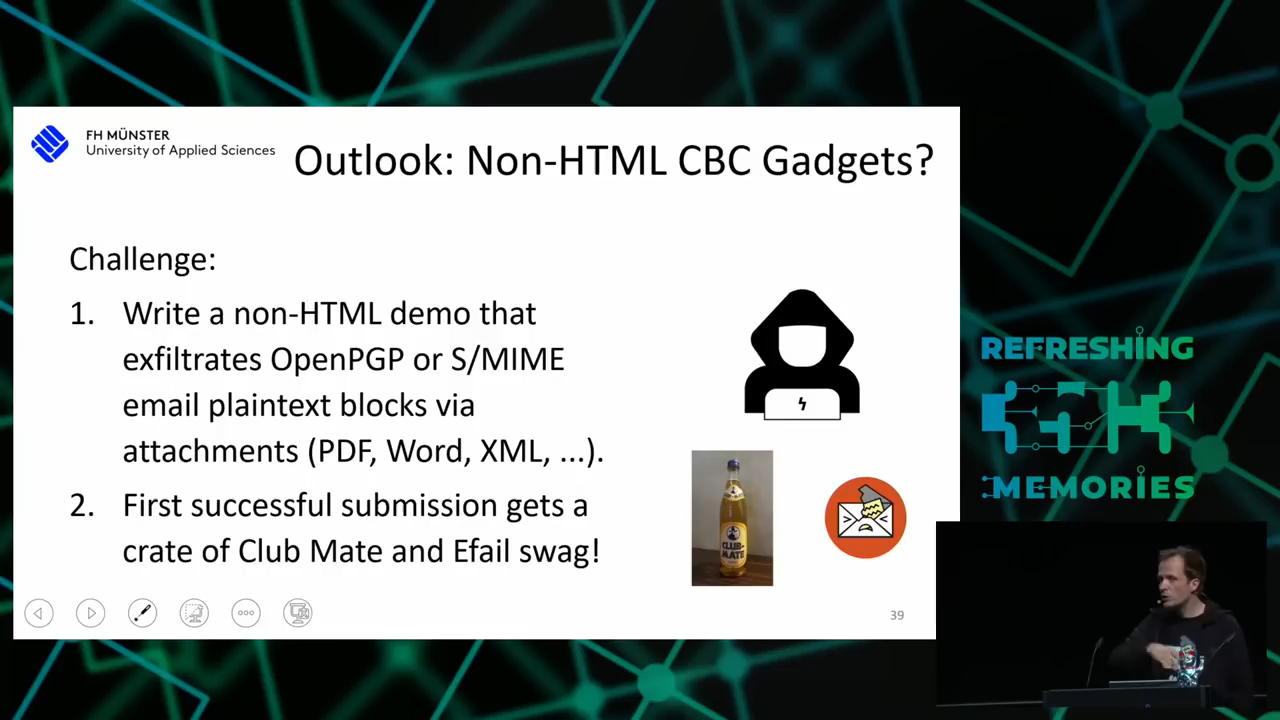 FH MÜNSTER
University of Applied Sciences
Outlook: Non-HTML CBC Gadgets?
Challenge:
1. Write a non-HTML demo that
exfiltrates OpenPGP or S/MIME
email plaintext blocks via
attachments (PDF, Word, XML, ...).
2. First successful submission gets a
crate of Club Mate and Efail swag!
CLUB-
MATE
39
REFRESHING
MEMORIES